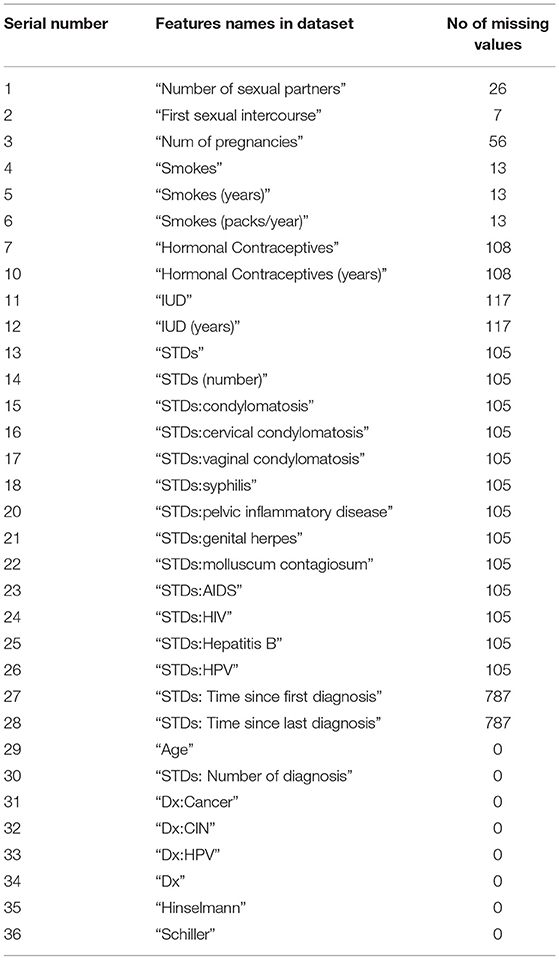 Serial number Features names in dataset No of missing
values
1 “Number of sexual partners” 26
2 “First sexual intercourse” 7
3 “Num of pregnancies” 56
4 “Smokes” 13
5 “Smokes (years)” 13
6 “Smokes (packs/year)” 13
7 “Hormonal Contraceptives” 108
10 “Hormonal Contraceptives (years)” 108
11 “IUD” 117
12 “IUD (years)” 117
13 “STDs” 105
14 “STDs (number)” 105
15 “STDs:condylomatosis” 105
16 “STDs:cervical condylomatosis” 105
17 “STDs:vaginal condylomatosis” 105
18 “STDs:syphilis” 105
20 “STDs:pelvic inflammatory disease” 105
21 “STDs:genital herpes” 105
22 “STDs:molluscum contagiosum” 105
23 “STDs:AIDS” 105
24 “STDs:HIV” 105
25 “STDs:Hepatitis B” 105
26 “STDs:HPV” 105
27 “STDs: Time since first diagnosis” 787
28 “STDs: Time since last diagnosis” 787
29 “Age” 0
30 “STDs: Number of diagnosis” 0
31 “Dx:Cancer” 0
32 “Dx:CIN” 0
33 “Dx:HPV” 0
34 “Dx” 0
35 “Hinselmann” 0
36 “Schiller” 0